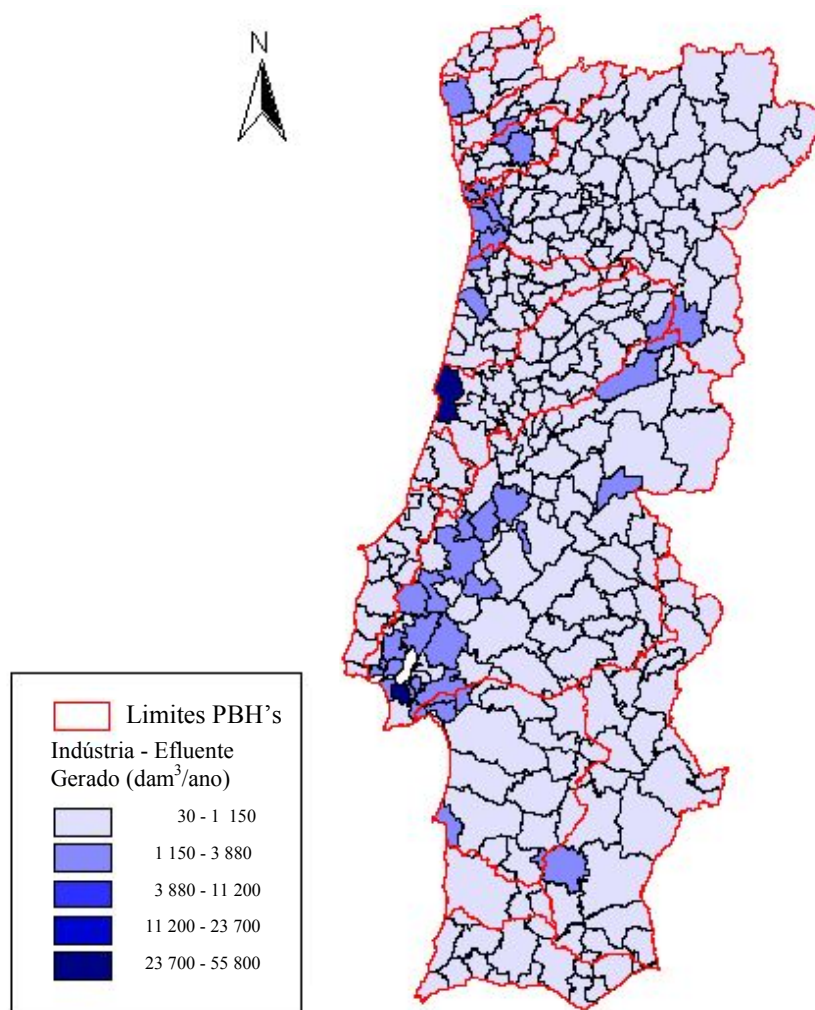 N
Limites PBH's
Indústria - Efluente
Gerado (dam³/ano)
30 - 1 150
1 150 - 3 880
3 880 - 11 200
11 200 - 23 700
23 700 - 55 800